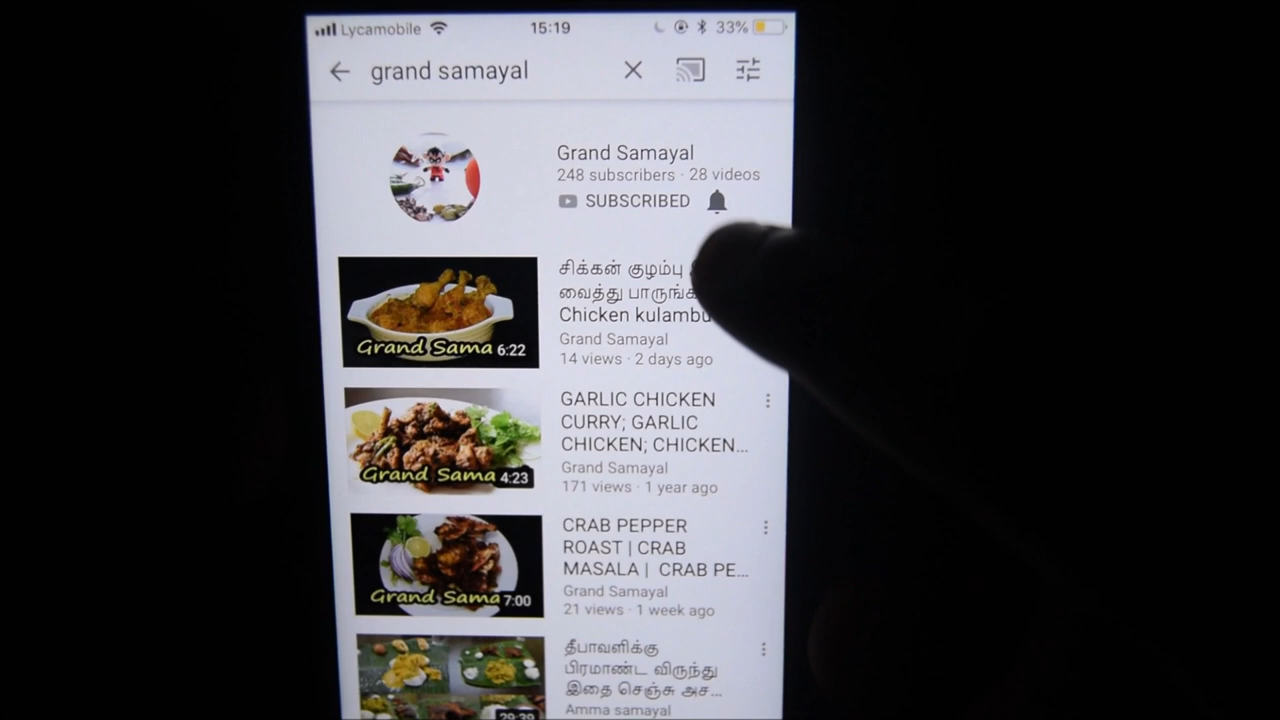 Lycamobile 15:19 33%
grand samayal
Grand Samayal
248 subscribers · 28 videos
SUBSCRIBED
சிக்கன் குழம்பு
வைத்து
Chicken kulambu
Grand Samayal
14 views · 2 days ago
Grand Sama 6:22
GARLIC CHICKEN
CURRY; GARLIC
CHICKEN; CHICKEN...
Grand Samayal
171 views · 1 year ago
Grand Sama 4:23
CRAB PEPPER
ROAST | CRAB
MASALA | CRAB PE...
Grand Samayal
21 views · 1 week ago
Grand Sama 7:00
தீபாவளிக்கு
பிரமாண்ட விருந்து
இதை செஞ்சு அச...
Amma samayal
29:39